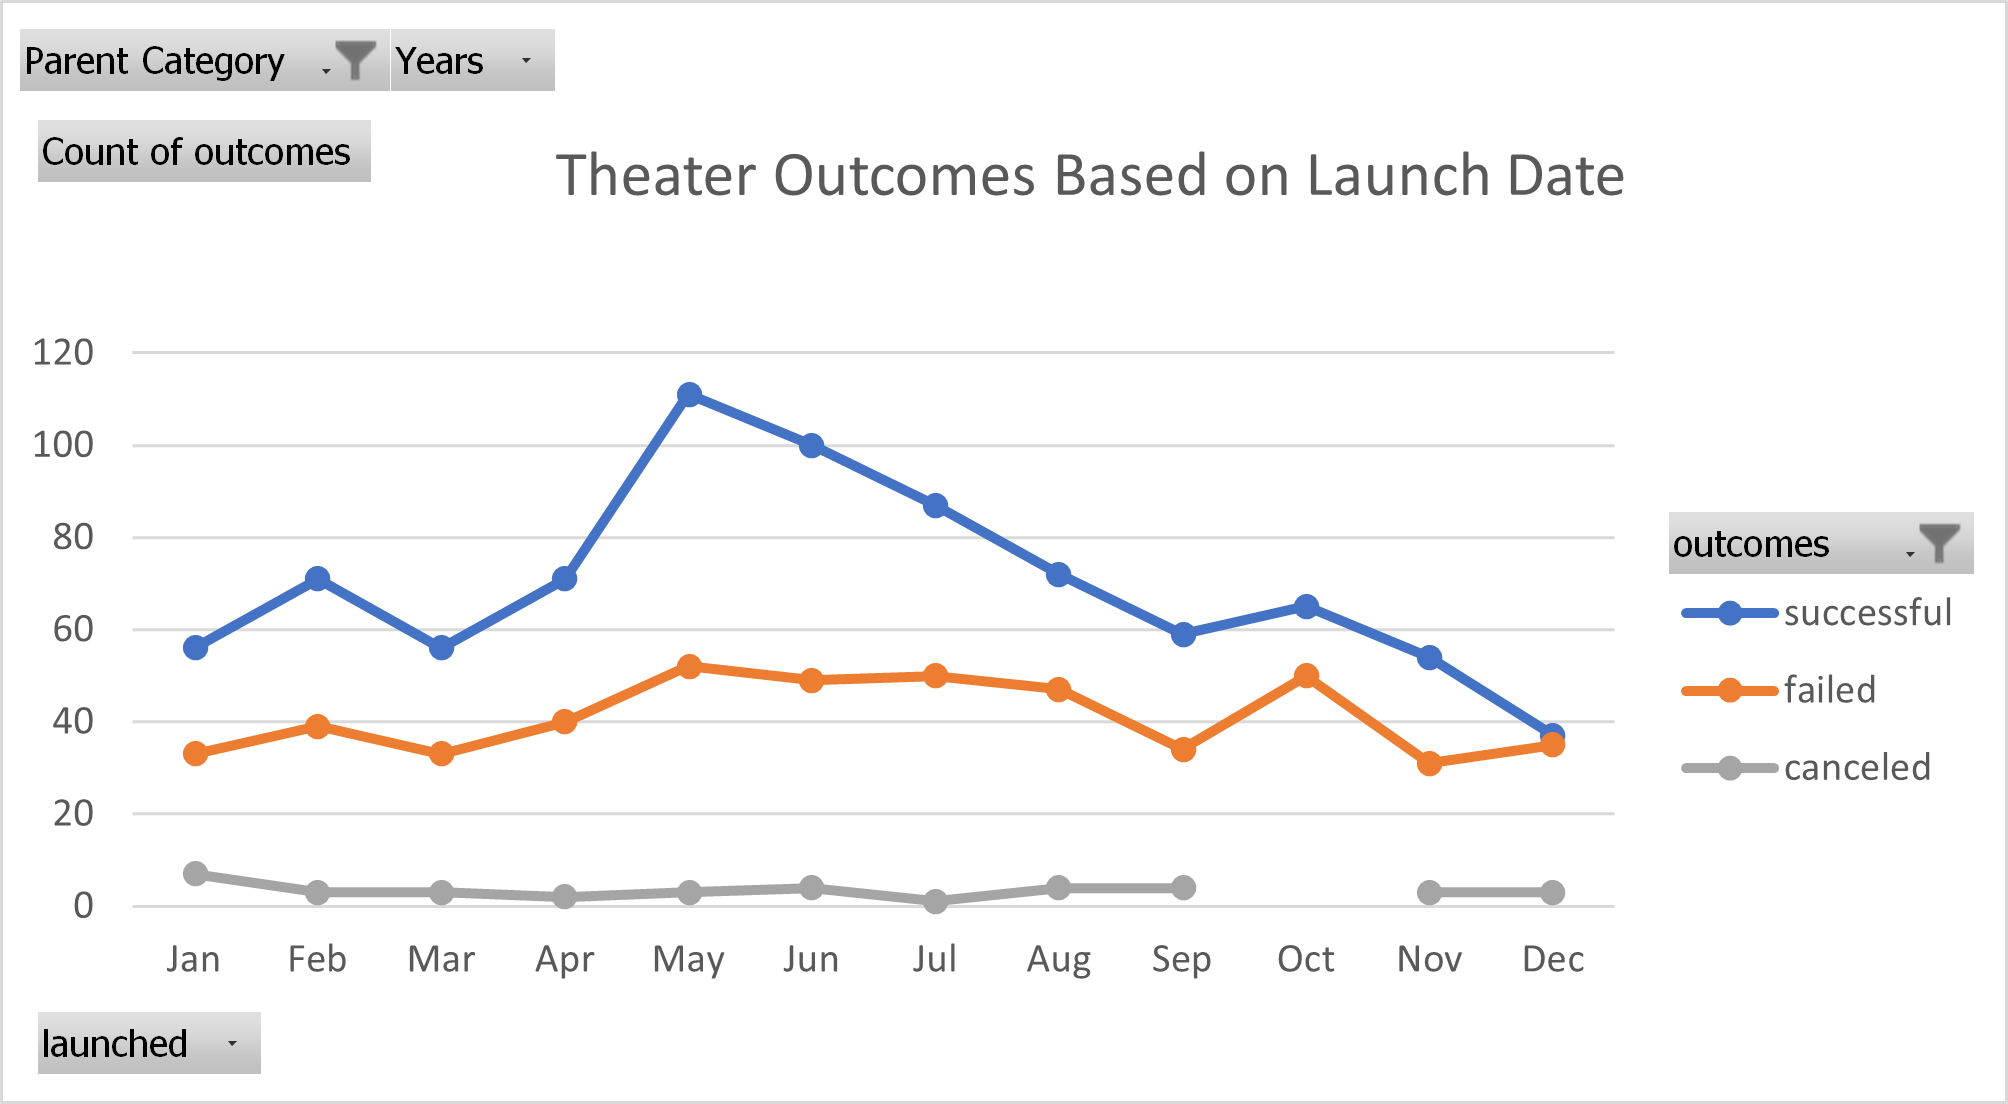 Parent Category Years
Count of outcomes
Theater Outcomes Based on Launch Date
120
100
80
60
40
20
0
Jan Feb Mar Apr May Jun Jul Aug Sep Oct Nov Dec
outcomes
successful
failed
canceled
launched